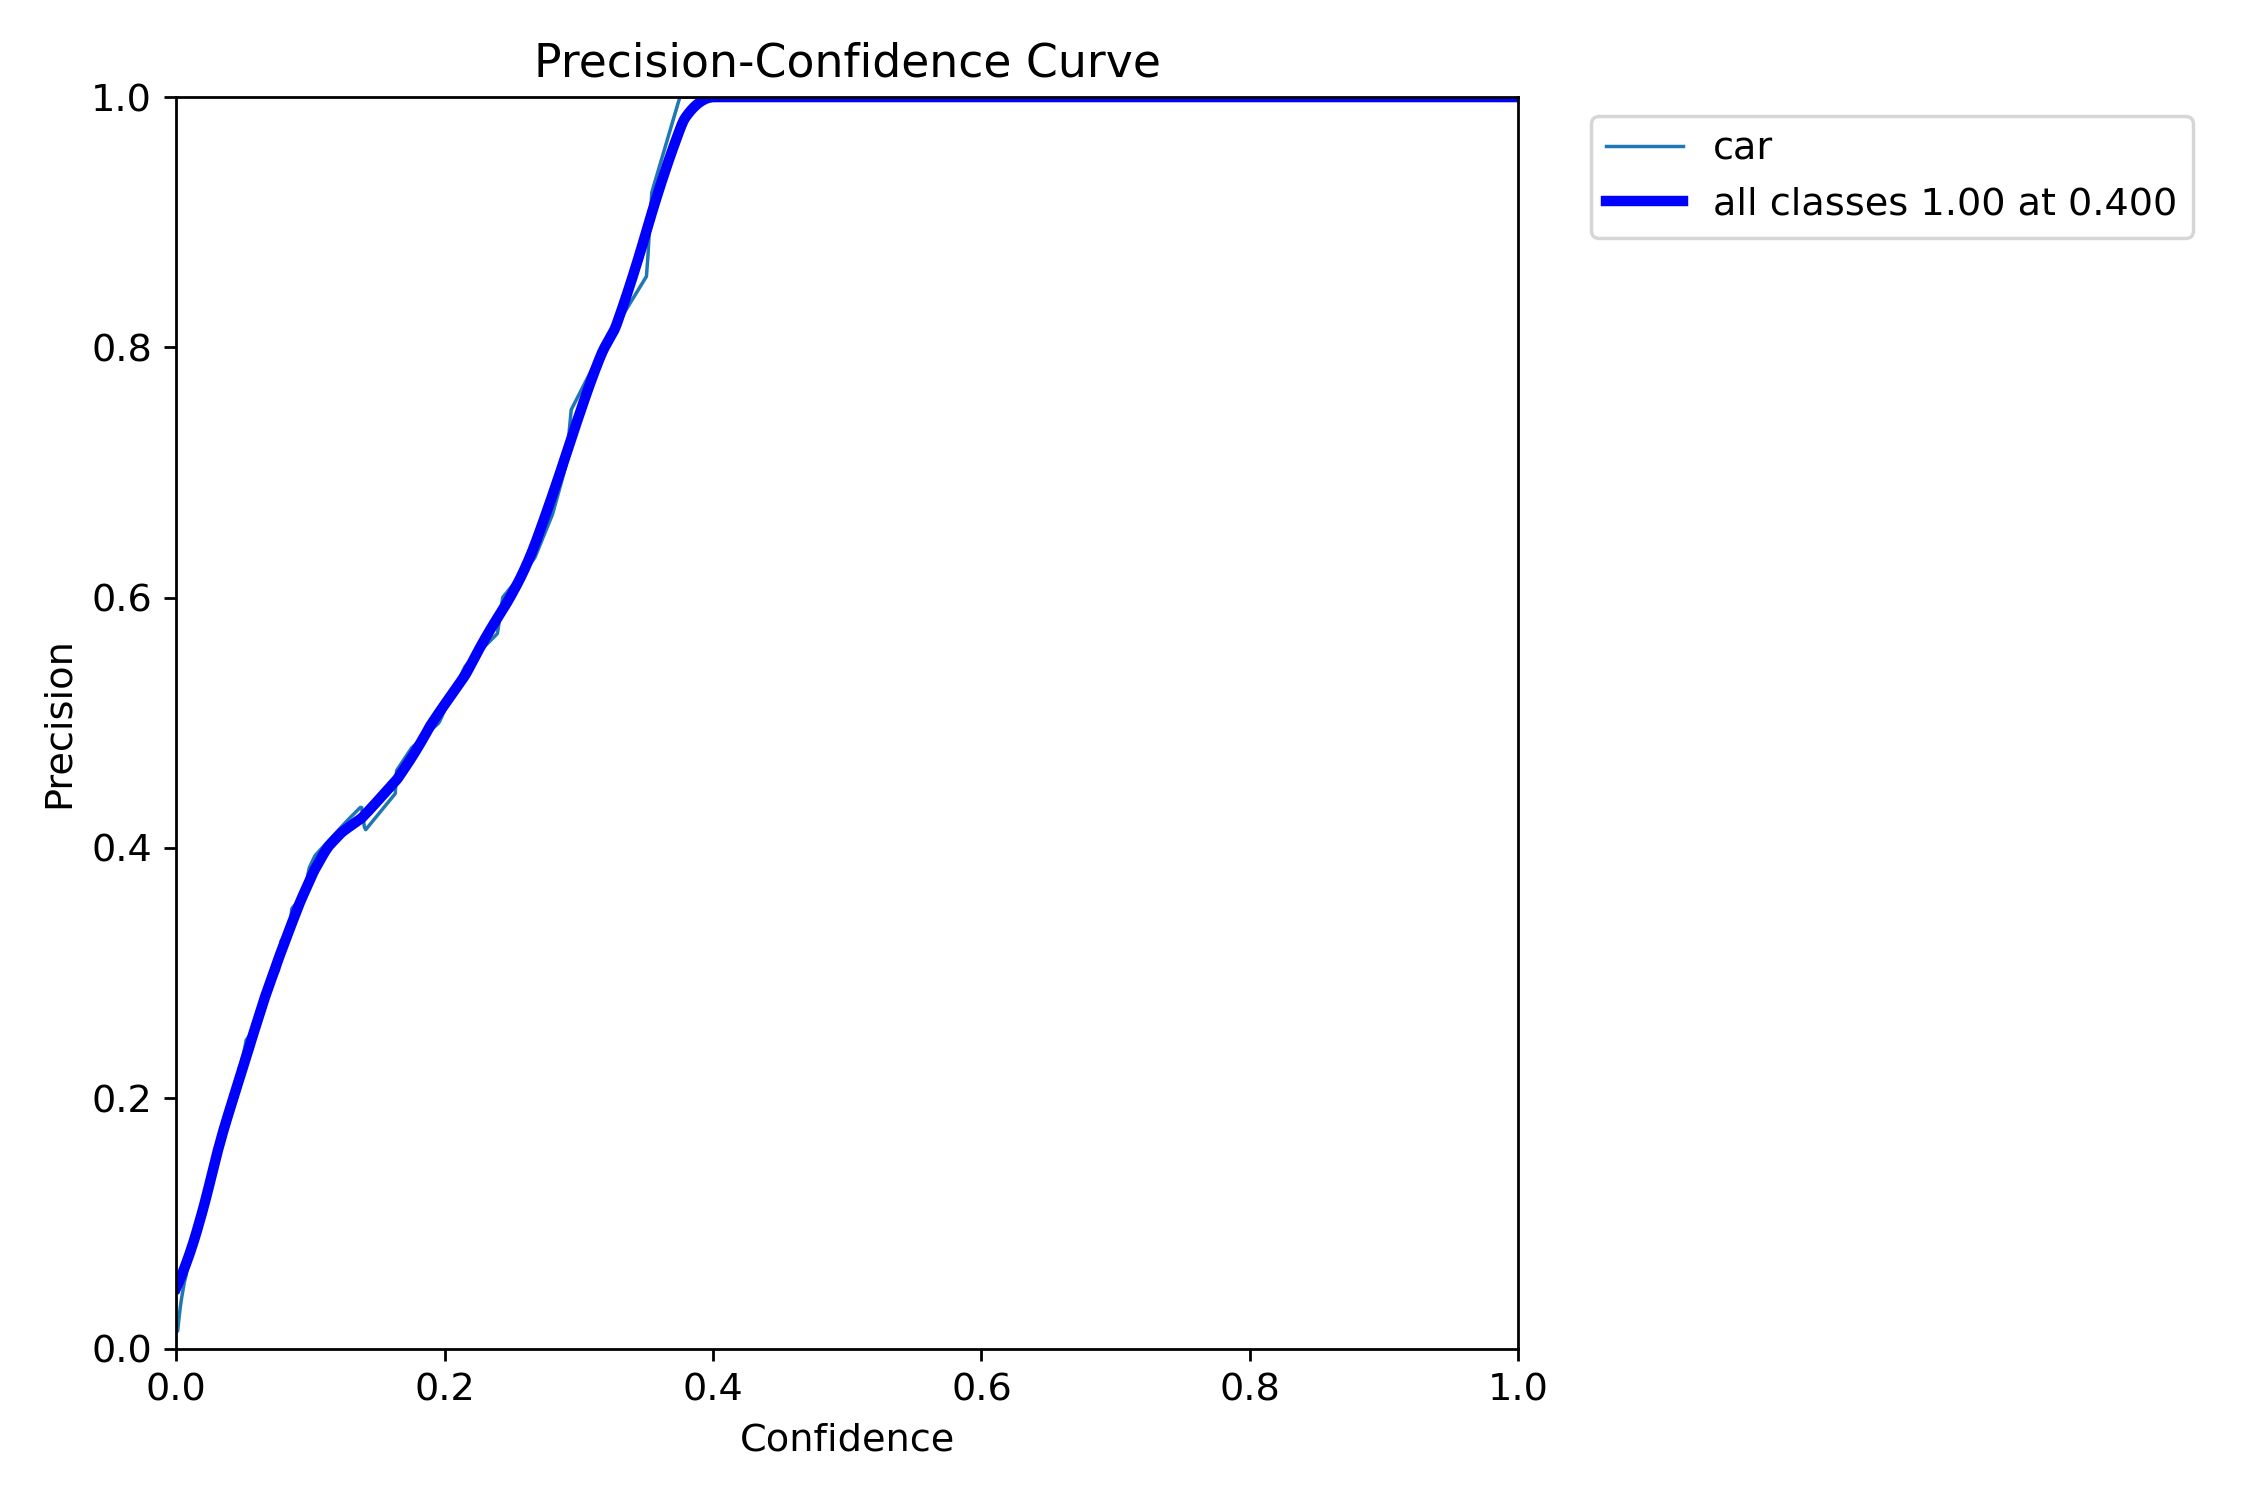 Precision-Confidence Curve
1.0
0.8
0.6
0.4
0.2
0.0
Precision
0.0 0.2 0.4 0.6 0.8 1.0
Confidence
car
all classes 1.00 at 0.400